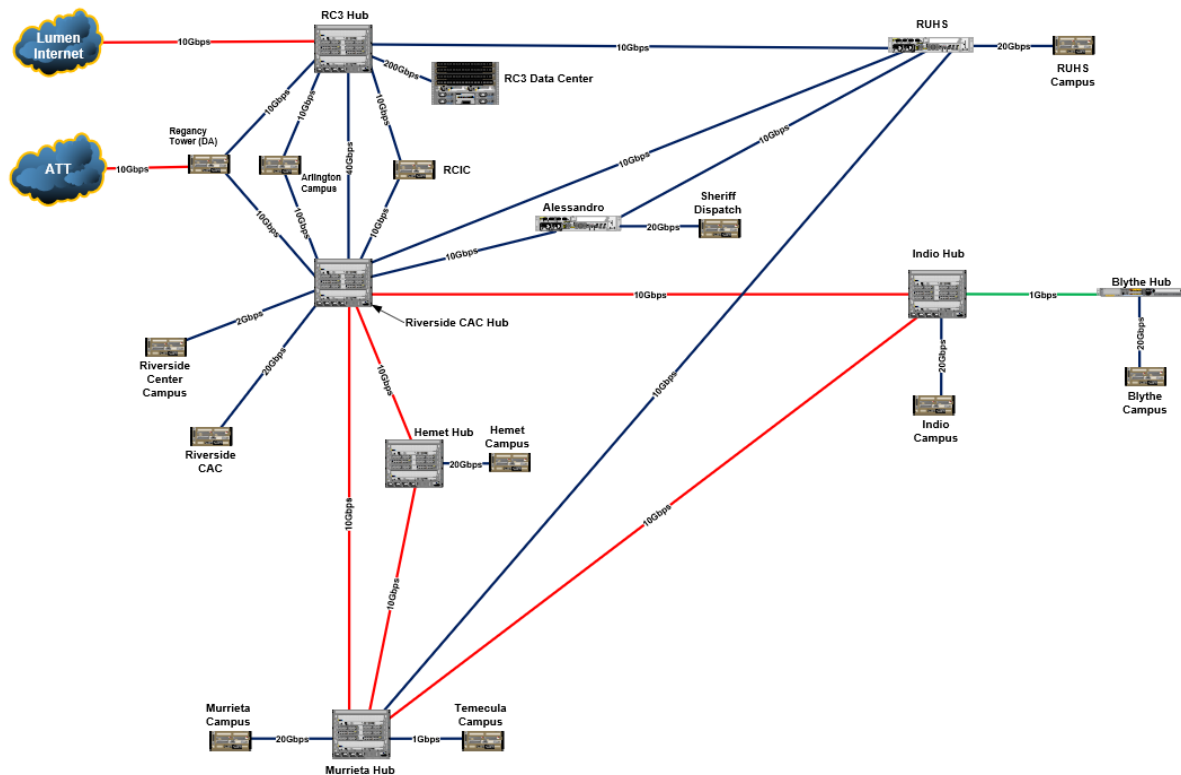 RC3 Hub
RUHS
Lumen
Internet
10Gbps
10Gbps
20Gbps
RUHS
Campus
200Gbps
RC3 Data Center
10Gbps
10Gbps
40Gbps
10Gbps
Regancy
Tower (DA)
ATT
10Gbps
Arlington
Campus
RCIC
10Gbps
10Gbps
Sheriff
Dispatch
Alessandro
20Gbps
10Gbps
10Gbps
10Gbps
10Gbps
Indio Hub
10Gbps
1Gbps
Blythe Hub
Riverside CAC Hub
2Gbps
Riverside
Center
Campus
20Gbps
20Gbps
20Gbps
10Gbps
10Gbps
Blythe
Campus
Indio
Campus
Riverside
CAC
Hemet Hub
Hemet
Campus
20Gbps
10Gbps
10Gbps
10Gbps
Murrieta
Campus
Temecula
Campus
20Gbps
1Gbps
Murrieta Hub